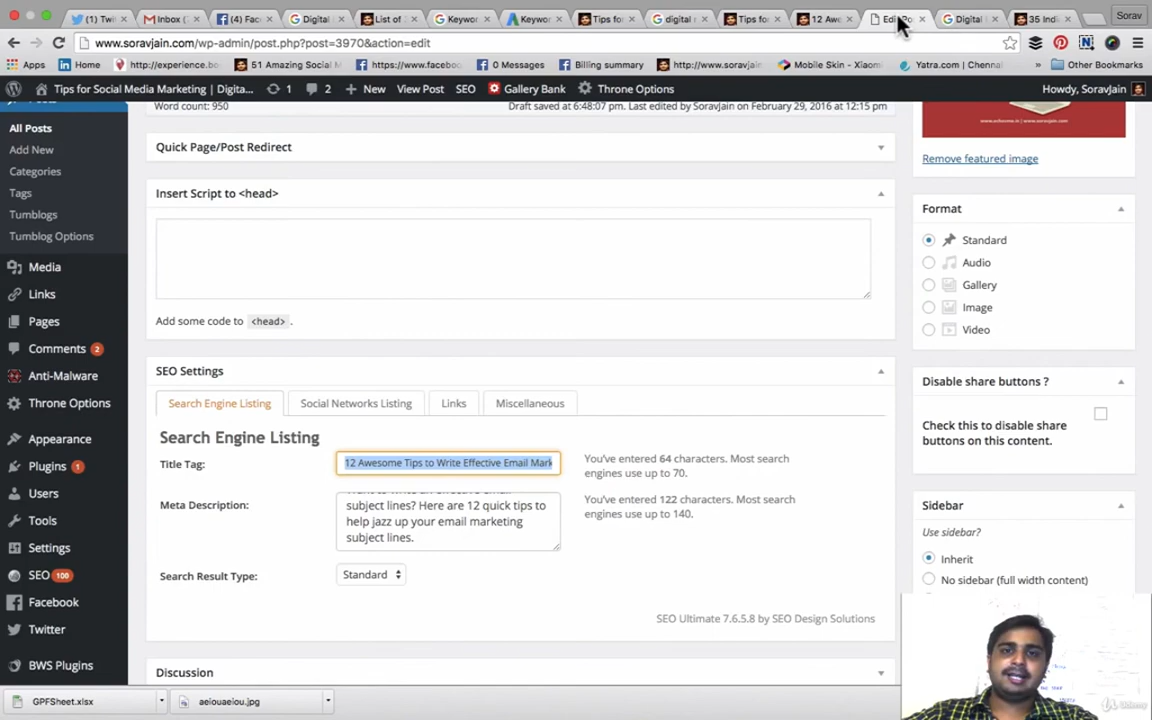 (1) Twi
Inbox (
(4) Fac
Digital
List of
Keywor
Keywor
Tips for
digital
Tips for
12 Awe
Edit Po
Digital
35 Indi
Sorav
www.soravjain.com/wp-admin/post.php?post=3970&action=edit
Apps
Home
http://experience.bo
51 Amazing Social M
https://www.facebo
0 Messages
Billing summary
http://www.soravjain
Mobile Skin - Xiaomi
Yatra.com | Chennai
»
Other Bookmarks
Tips for Social Media Marketing | Digita...
1
2
+ New
View Post
SEO
Gallery Bank
Throne Options
Howdy, SoravJain
Posts
All Posts
Add New
Categories
Tags
Tumblogs
Tumblog Options
Media
Links
Pages
Comments 2
Anti-Malware
Throne Options
Appearance
Plugins 1
Users
Tools
Settings
SEO 100
Facebook
Twitter
BWS Plugins
Word count: 950
Draft saved at 6:48:07 pm. Last edited by SoravJain on February 29, 2016 at 12:15 pm
Quick Page/Post Redirect
Insert Script to <head>
Add some code to <head> .
SEO Settings
Search Engine Listing
Social Networks Listing
Links
Miscellaneous
Search Engine Listing
Title Tag:
12 Awesome Tips to Write Effective Email Mark
You've entered 64 characters. Most search
engines use up to 70.
Meta Description:
subject lines? Here are 12 quick tips to
help jazz up your email marketing
subject lines.
You've entered 122 characters. Most search
engines use up to 140.
Search Result Type:
Standard
SEO Ultimate 7.6.5.8 by SEO Design Solutions
Discussion
Remove featured image
Format
Standard
Audio
Gallery
Image
Video
Disable share buttons ?
Check this to disable share
buttons on this content.
Sidebar
Use sidebar?
Inherit
No sidebar (full width content)
GPFSheet.xlsx
aeiouaeiou.jpg
Udemy